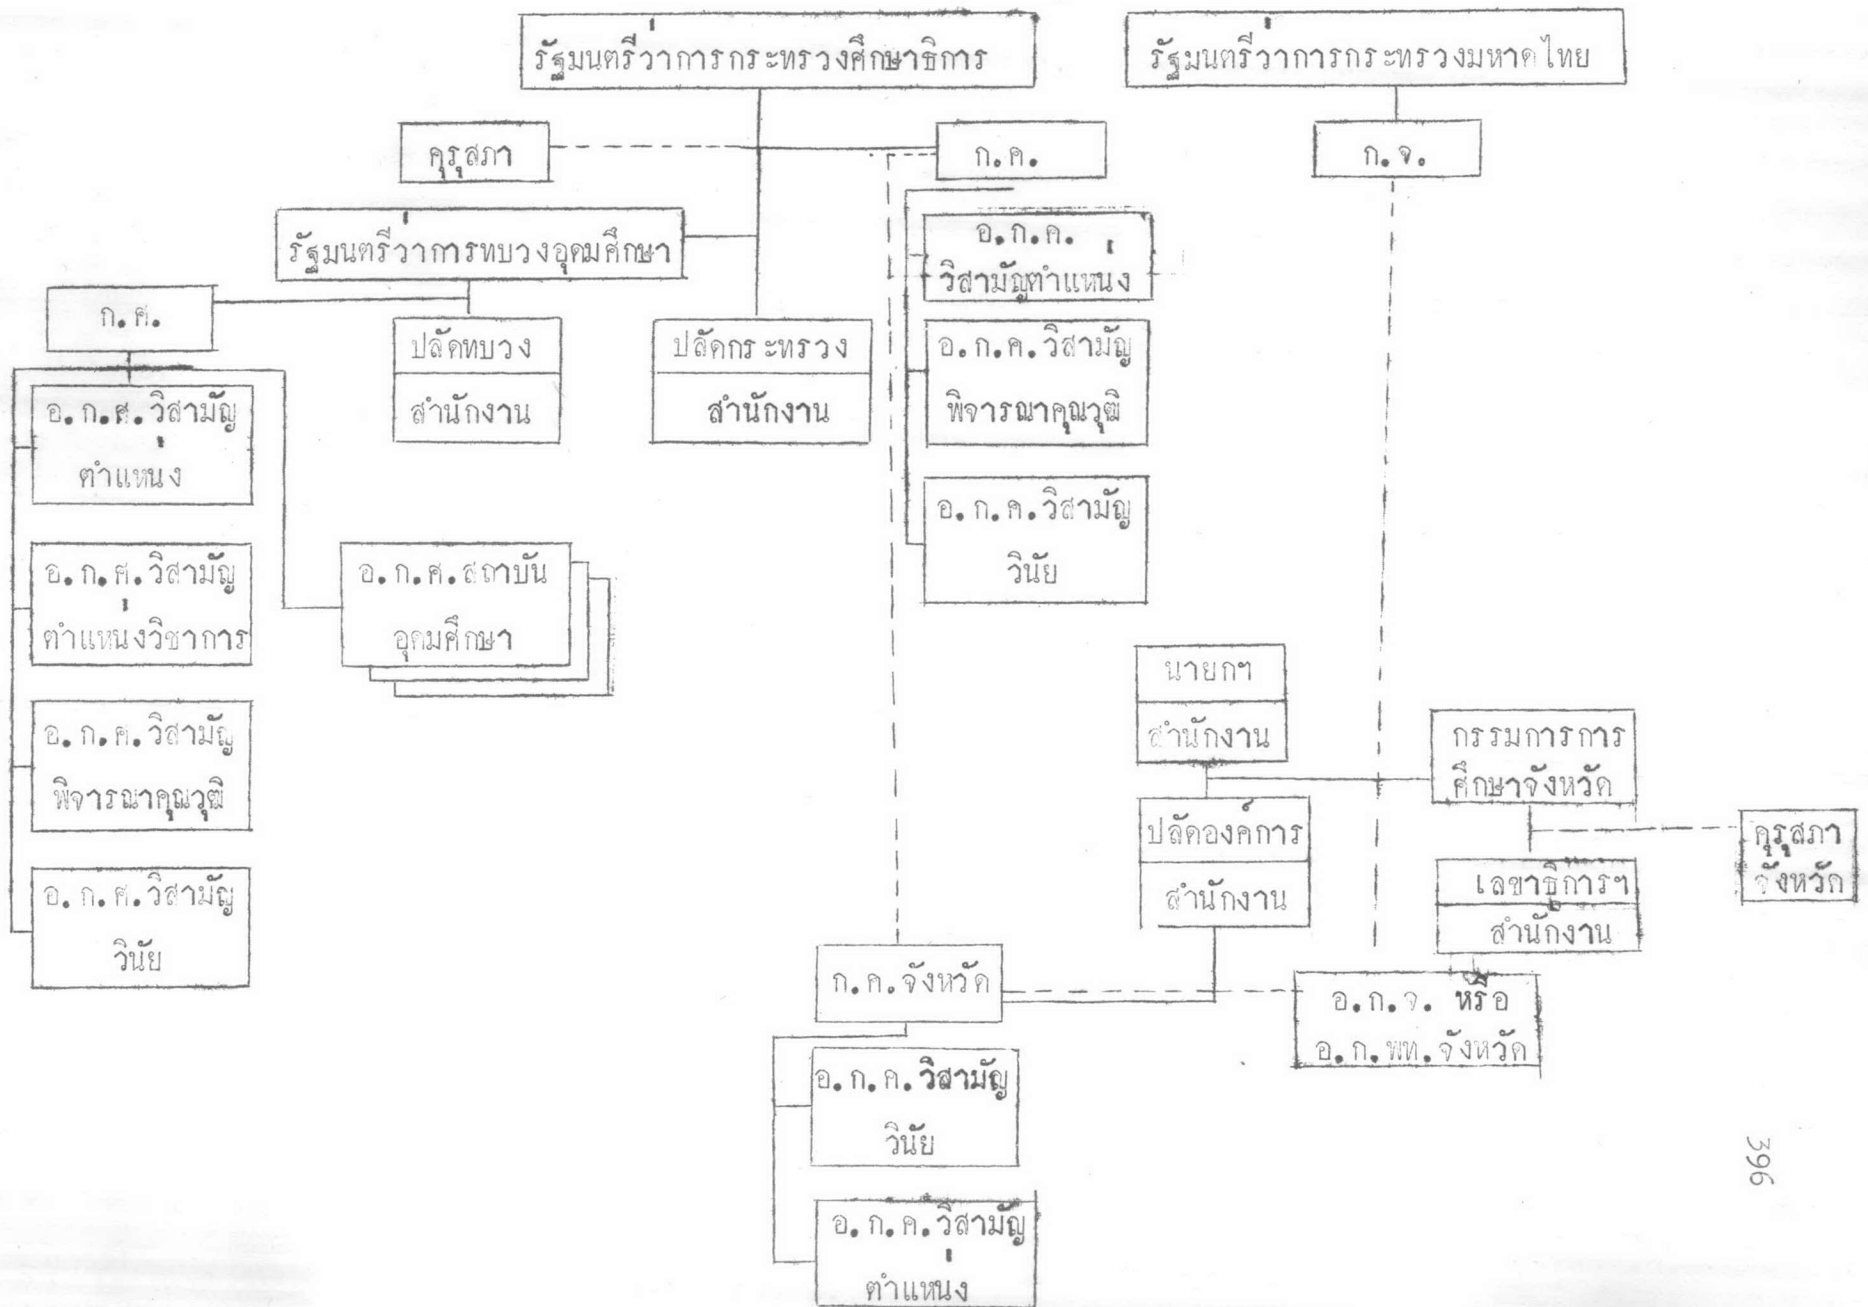 รัฐมนตรีว่าการกระทรวงศึกษาธิการ
รัฐมนตรีว่าการกระทรวงมหาดไทย
คุรุสภา
ก.ค.
ก.จ.
รัฐมนตรีว่าการทบวงอุดมศึกษา
อ.ก.ค.
วิสามัญตำแหน่ง
ก.ศ.
ปลัดทบวง
สำนักงาน
ปลัดกระทรวง
สำนักงาน
อ.ก.ค.วิสามัญ
พิจารณาคุณวุฒิ
อ.ก.ศ.วิสามัญ
ตำแหน่ง
อ.ก.ค.วิสามัญ
วินัย
อ.ก.ศ.วิสามัญ
ตำแหน่งวิชาการ
อ.ก.ศ.สถาบัน
อุดมศึกษา
นายกฯ
สำนักงาน
อ.ก.ศ.วิสามัญ
พิจารณาคุณวุฒิ
กรรมการการ
ศึกษาจังหวัด
ปลัดองค์การ
สำนักงาน
คุรุสภา
จังหวัด
เลขาธิการฯ
สำนักงาน
อ.ก.ศ.วิสามัญ
วินัย
ก.ค.จังหวัด
อ.ก.จ. หรือ
อ.ก.พท.จังหวัด
อ.ก.ค.วิสามัญ
วินัย
อ.ก.ค.วิสามัญ
ตำแหน่ง
396